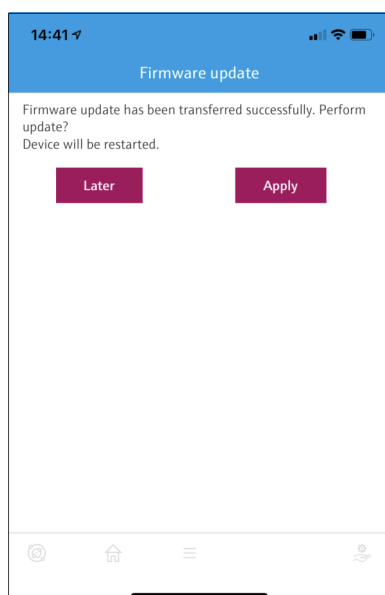 14:41
Firmware update
Firmware update has been transferred successfully. Perform
update?
Device will be restarted.
Later
Apply